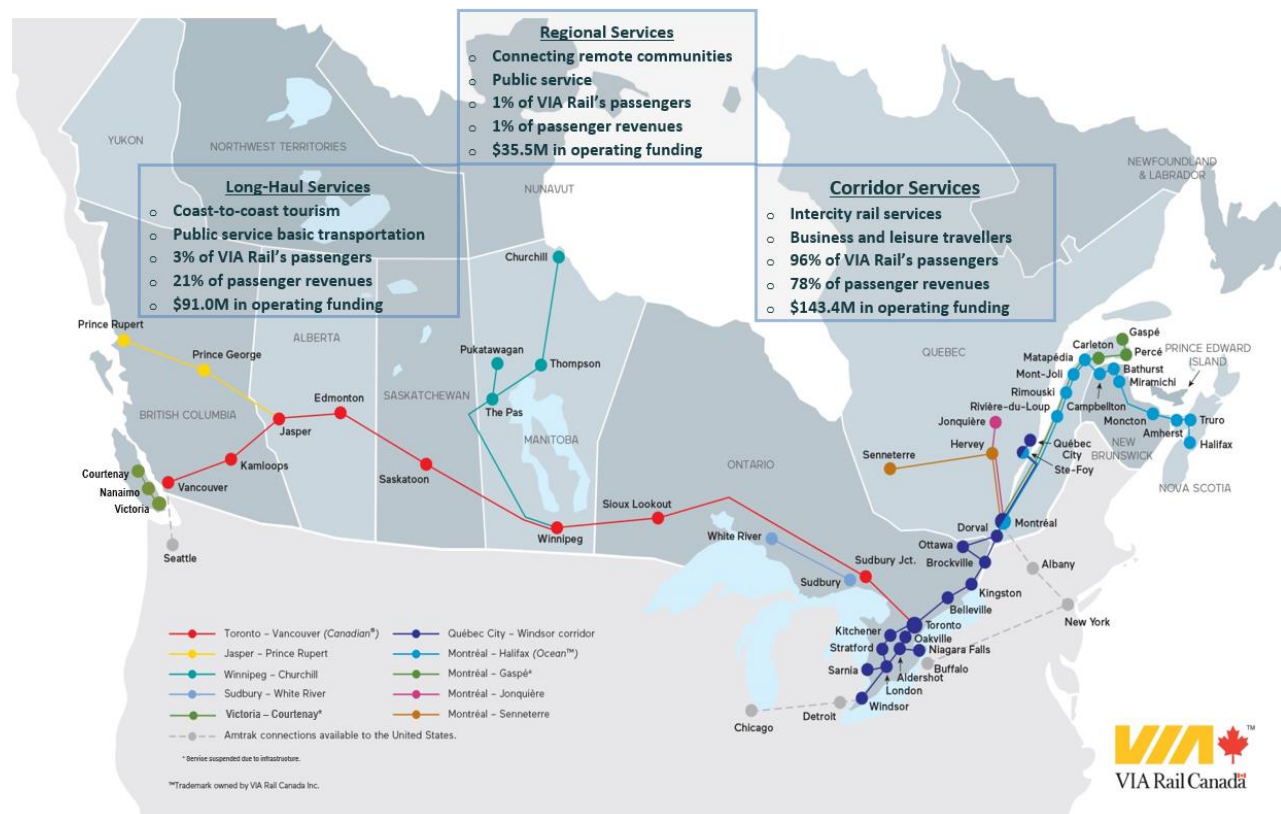 Regional Services
o Connecting remote communities
o Public service
o 1% of VIA Rail's passengers
o 1% of passenger revenues
o $35.5M in operating funding
Long-Haul Services
o Coast-to-coast tourism
o Public service basic transportation
o 3% of VIA Rail's passengers
o 21% of passenger revenues
o $91.0M in operating funding
Corridor Services
o Intercity rail services
o Business and leisure travellers
o 96% of VIA Rail's passengers
o 78% of passenger revenues
o $143.4M in operating funding
YUKON
NORTHWEST TERRITORIES
NUNAVUT
NEWFOUNDLAND
& LABRADOR
BRITISH COLUMBIA
ALBERTA
SASKATCHEWAN
MANITOBA
ONTARIO
QUEBEC
PRINCE EDWARD
ISLAND
NEW
BRUNSWICK
NOVA SCOTIA
Prince Rupert
Prince George
Jasper
Edmonton
Kamloops
Vancouver
Courtenay
Nanaimo
Victoria
Seattle
Saskatoon
Churchill
Pukatawagan
Thompson
The Pas
Winnipeg
Sioux Lookout
White River
Sudbury
Sudbury Jct.
Senneterre
Jonquière
Hervey
Rivière-du-Loup
Rimouski
Mont-Joli
Matapédia
Carleton
Gaspé
Percé
Bathurst
Miramichi
Campbellton
Moncton
Amherst
Truro
Halifax
Québec
City
Ste-Foy
Montréal
Dorval
Ottawa
Brockville
Kingston
Belleville
Toronto
Oakville
Kitchener
Stratford
Sarnia
Niagara Falls
Aldershot
London
Windsor
Buffalo
Albany
New York
Detroit
Chicago
Toronto – Vancouver (Canadian®)
Jasper – Prince Rupert
Winnipeg – Churchill
Sudbury – White River
Victoria – Courtenay*
Amtrak connections available to the United States.
Québec City – Windsor corridor
Montréal – Halifax (Ocean™)
Montréal – Gaspé*
Montréal – Jonquière
Montréal – Senneterre
* Service suspended due to infrastructure.
™Trademark owned by VIA Rail Canada Inc.
VIA ™
VIA Rail Canada